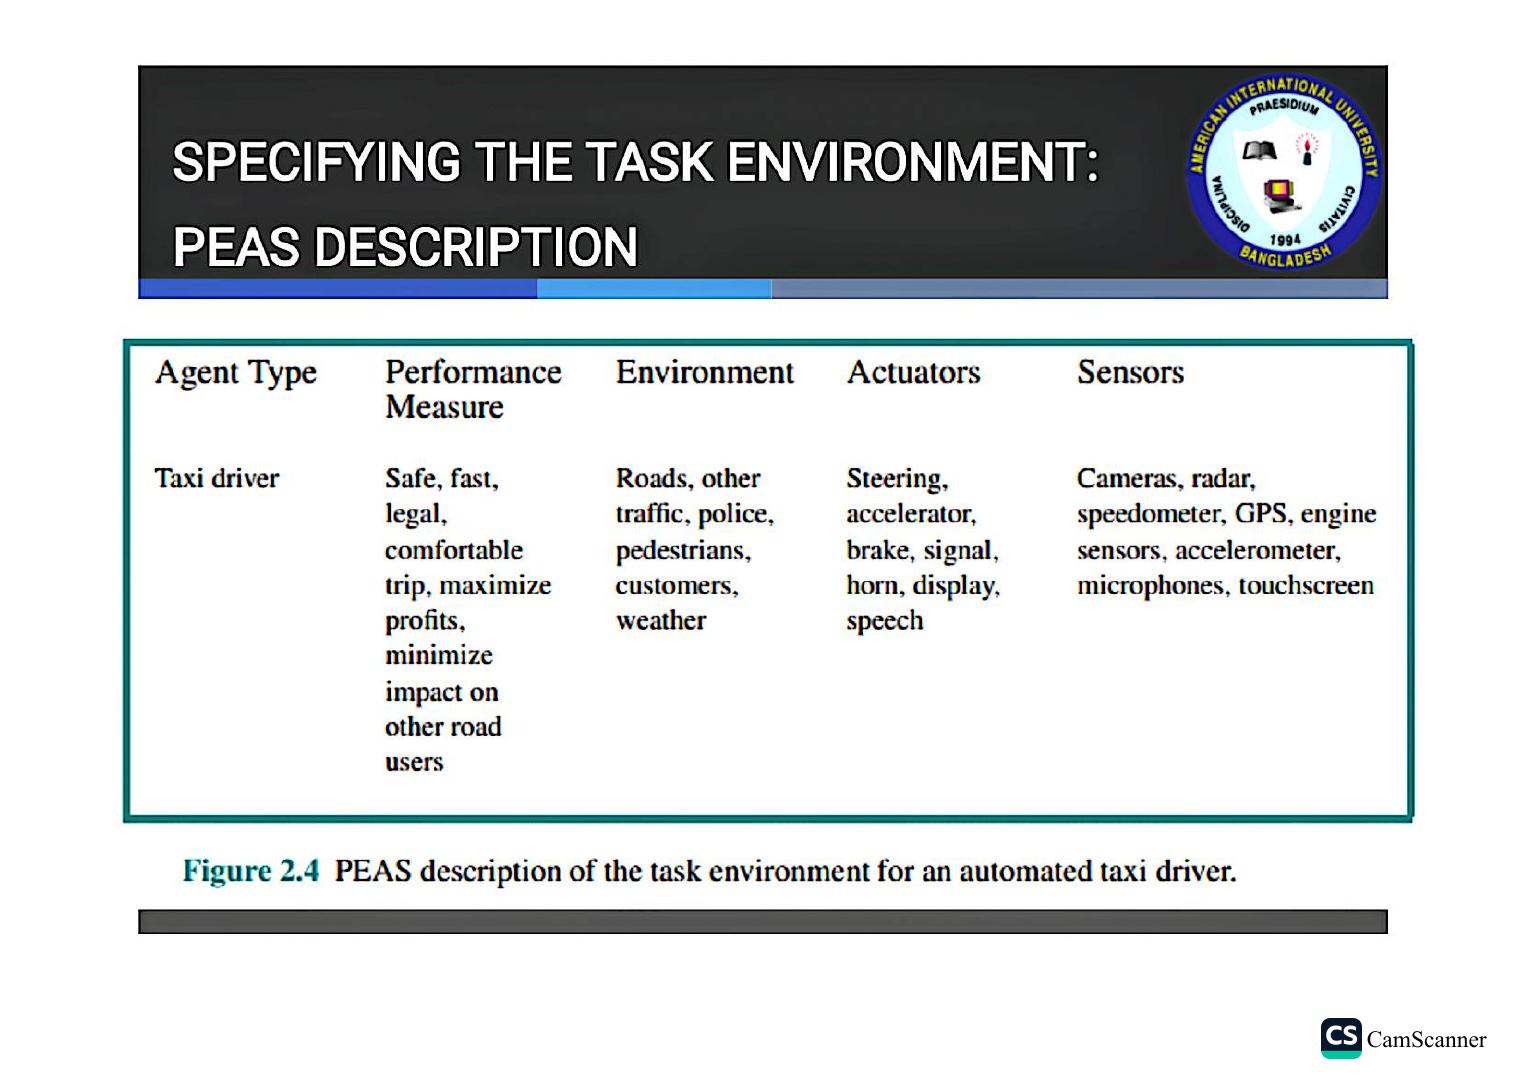 SPECIFYING THE TASK ENVIRONMENT:
PEAS DESCRIPTION
AMERICAN INTERNATIONAL UNIVERSITY
PRAESIDIUM
DISCIPLINA
CIVITATIS
1994
BANGLADESH
Agent Type
Performance
Measure
Environment
Actuators
Sensors
Taxi driver
Safe, fast,
legal,
comfortable
trip, maximize
profits,
minimize
impact on
other road
users
Roads, other
traffic, police,
pedestrians,
customers,
weather
Steering,
accelerator,
brake, signal,
horn, display,
speech
Cameras, radar,
speedometer, GPS, engine
sensors, accelerometer,
microphones, touchscreen
Figure 2.4 PEAS description of the task environment for an automated taxi driver.
CS CamScanner